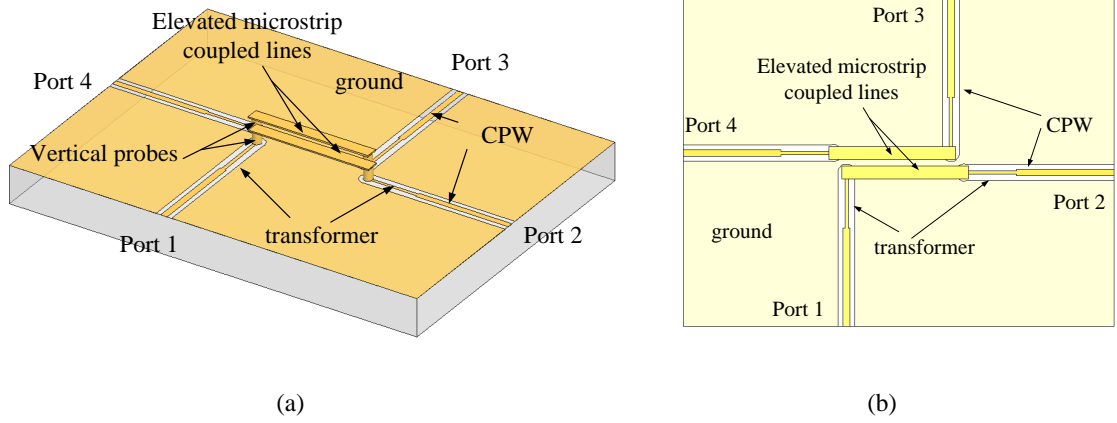 Elevated microstrip
coupled lines
Port 4
ground
Port 3
CPW
Vertical probes
Port 1
transformer
Port 2
(a)
Port 3
Elevated microstrip
coupled lines
Port 4
CPW
Port 2
ground
transformer
Port 1
(b)